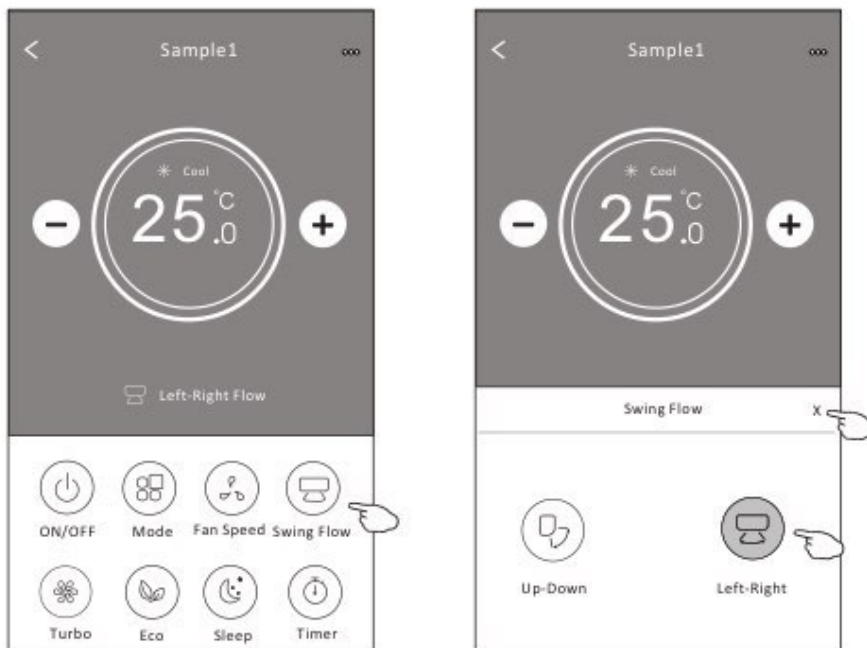 Sample1
Cool
25.0 °C
Left-Right Flow
ON/OFF
Mode
Fan Speed
Swing Flow
Turbo
Eco
Sleep
Timer
Sample1
Cool
25.0 °C
Swing Flow
X
Up-Down
Left-Right